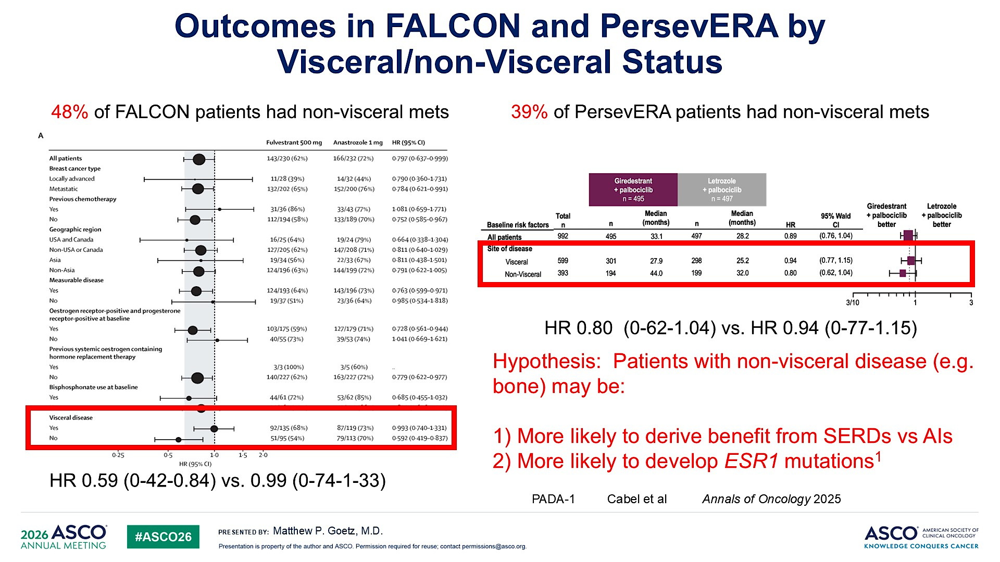 Outcomes in FALCON and PersevERA by
Visceral/non-Visceral Status
48% of FALCON patients had non-visceral mets
A
Fulvestrant 500 mg Anastrozole 1 mg HR (95% CI)
All patients 143/230 (62%) 166/232 (72%) 0·797 (0·637–0·999)
Breast cancer type
Locally advanced 11/28 (39%) 14/32 (44%) 0·790 (0·360–1·731)
Metastatic 132/202 (65%) 152/200 (76%) 0·784 (0·621–0·991)
Previous chemotherapy
Yes 31/36 (86%) 33/43 (77%) 1·081 (0·659–1·771)
No 112/194 (58%) 133/189 (70%) 0·752 (0·585–0·967)
Geographic region
USA and Canada 16/25 (64%) 19/24 (79%) 0·664 (0·338–1·304)
Non-USA or Canada 127/205 (62%) 147/208 (71%) 0·811 (0·640–1·029)
Asia 19/34 (56%) 22/33 (67%) 0·811 (0·438–1·501)
Non-Asia 124/196 (63%) 144/199 (72%) 0·791 (0·622–1·005)
Measurable disease
Yes 124/193 (64%) 143/196 (73%) 0·763 (0·599–0·971)
No 19/37 (51%) 23/36 (64%) 0·985 (0·534–1·818)
Oestrogen receptor-positive and progesterone
receptor-positive at baseline
Yes 103/175 (59%) 127/179 (71%) 0·728 (0·561–0·944)
No 40/55 (73%) 39/53 (74%) 1·041 (0·669–1·621)
Previous systemic oestrogen containing
hormone replacement therapy
Yes 3/3 (100%) 3/5 (60%) ..
No 140/227 (62%) 163/227 (72%) 0·779 (0·622–0·977)
Bisphosphonate use at baseline
Yes 44/61 (72%) 53/62 (85%) 0·685 (0·455–1·032)
Visceral disease
Yes 92/135 (68%) 87/119 (73%) 0·993 (0·740–1·331)
No 51/95 (54%) 79/113 (70%) 0·592 (0·419–0·837)
0·25 0·5 1·0 1·5 2·0
HR (95% CI)
HR 0.59 (0-42-0.84) vs. 0.99 (0-74-1-33)
39% of PersevERA patients had non-visceral mets
Giredestrant
+ palbociclib
n = 495
Letrozole
+ palbociclib
n = 497
Baseline risk factors Total n n Median (months) n Median (months) HR 95% Wald CI Giredestrant + palbociclib better Letrozole + palbociclib better
All patients 992 495 33.1 497 28.2 0.89 (0.76, 1.04)
Site of disease
Visceral 599 301 27.9 298 25.2 0.94 (0.77, 1.15)
Non-Visceral 393 194 44.0 199 32.0 0.80 (0.62, 1.04)
3/10 1 3
HR 0.80 (0-62-1.04) vs. HR 0.94 (0-77-1.15)
Hypothesis: Patients with non-visceral disease (e.g.
bone) may be:
1) More likely to derive benefit from SERDs vs AIs
2) More likely to develop ESR1 mutations1
PADA-1 Cabel et al Annals of Oncology 2025
2026 ASCO
ANNUAL MEETING
#ASCO26
PRESENTED BY: Matthew P. Goetz, M.D.
Presentation is property of the author and ASCO. Permission required for reuse; contact permissions@asco.org.
ASCO AMERICAN SOCIETY OF
CLINICAL ONCOLOGY
KNOWLEDGE CONQUERS CANCER